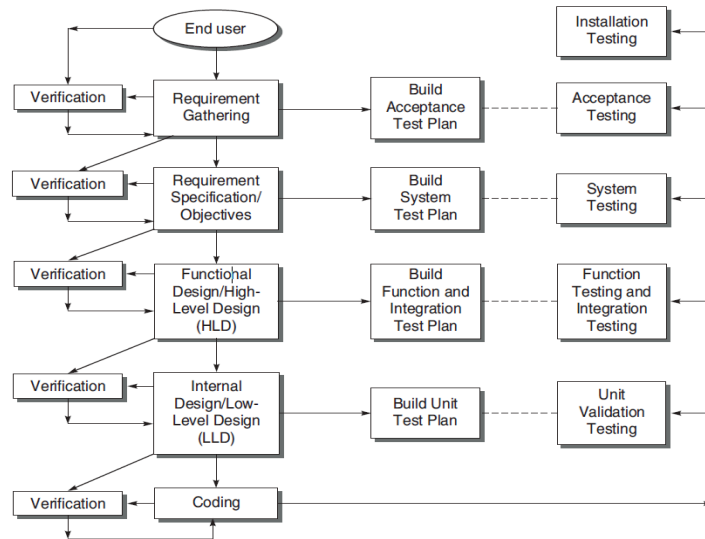 End user
Installation
Testing
Verification
Requirement
Gathering
Build
Acceptance
Test Plan
Acceptance
Testing
Verification
Requirement
Specification/
Objectives
Build
System
Test Plan
System
Testing
Verification
Functional
Design/High-
Level Design
(HLD)
Build
Function and
Integration
Test Plan
Function
Testing and
Integration
Testing
Verification
Internal
Design/Low-
Level Design
(LLD)
Build Unit
Test Plan
Unit
Validation
Testing
Verification
Coding